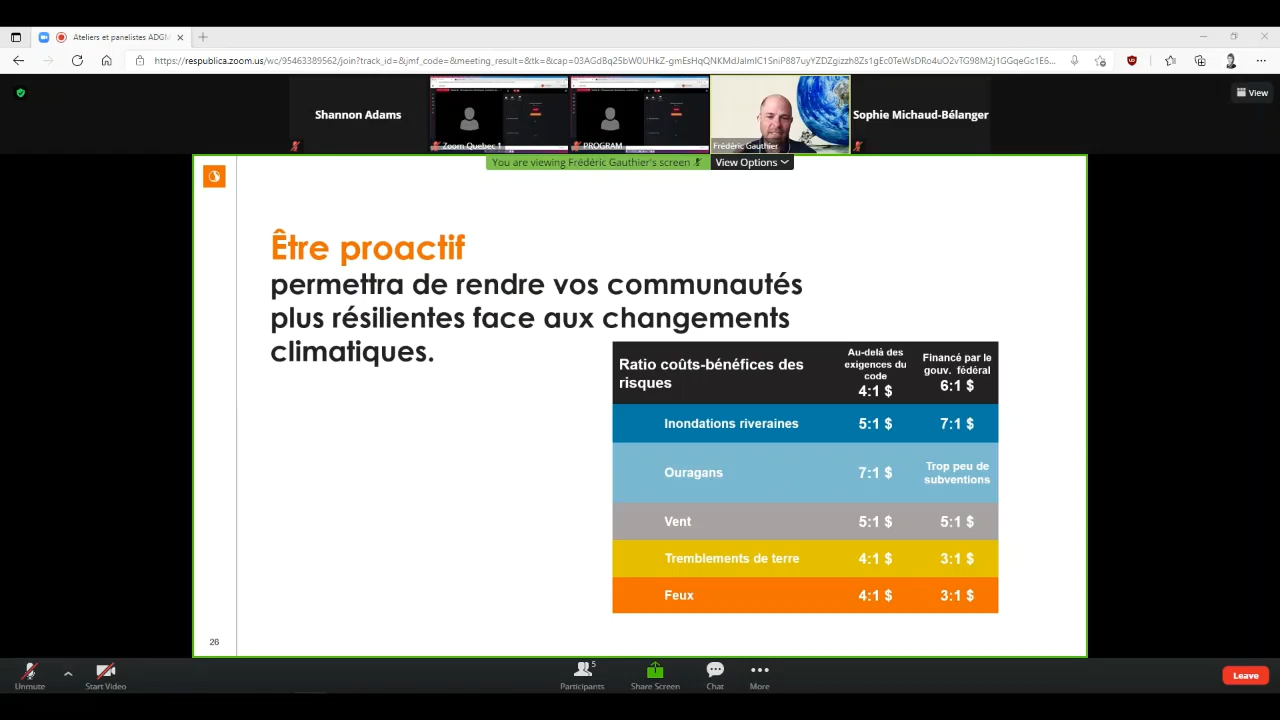 Ateliers et panelistes ADGM
https://respublica.zoom.us/wc/95463389562/join?track_id=&jmf_code=&meeting_result=&tk=&cap=
View
Shannon Adams
Zoom Quebec 1
PROGRAM
Frédéric Gauthier
Sophie Michaud-Bélanger
You are viewing Frédéric Gauthier's screen
View Options
Être proactif
permettra de rendre vos communautés
plus résilientes face aux changements
climatiques.
Ratio coûts-bénéfices des
risques
Au-delà des
exigences du
code
4:1 $
Financé par le
gouv. fédéral
6:1 $
Inondations riveraines 5:1 $ 7:1 $
Ouragans 7:1 $ Trop peu de
subventions
Vent 5:1 $ 5:1 $
Tremblements de terre 4:1 $ 3:1 $
Feux 4:1 $ 3:1 $
26
Unmute
Start Video
5
Participants
Share Screen
Chat
More
Leave